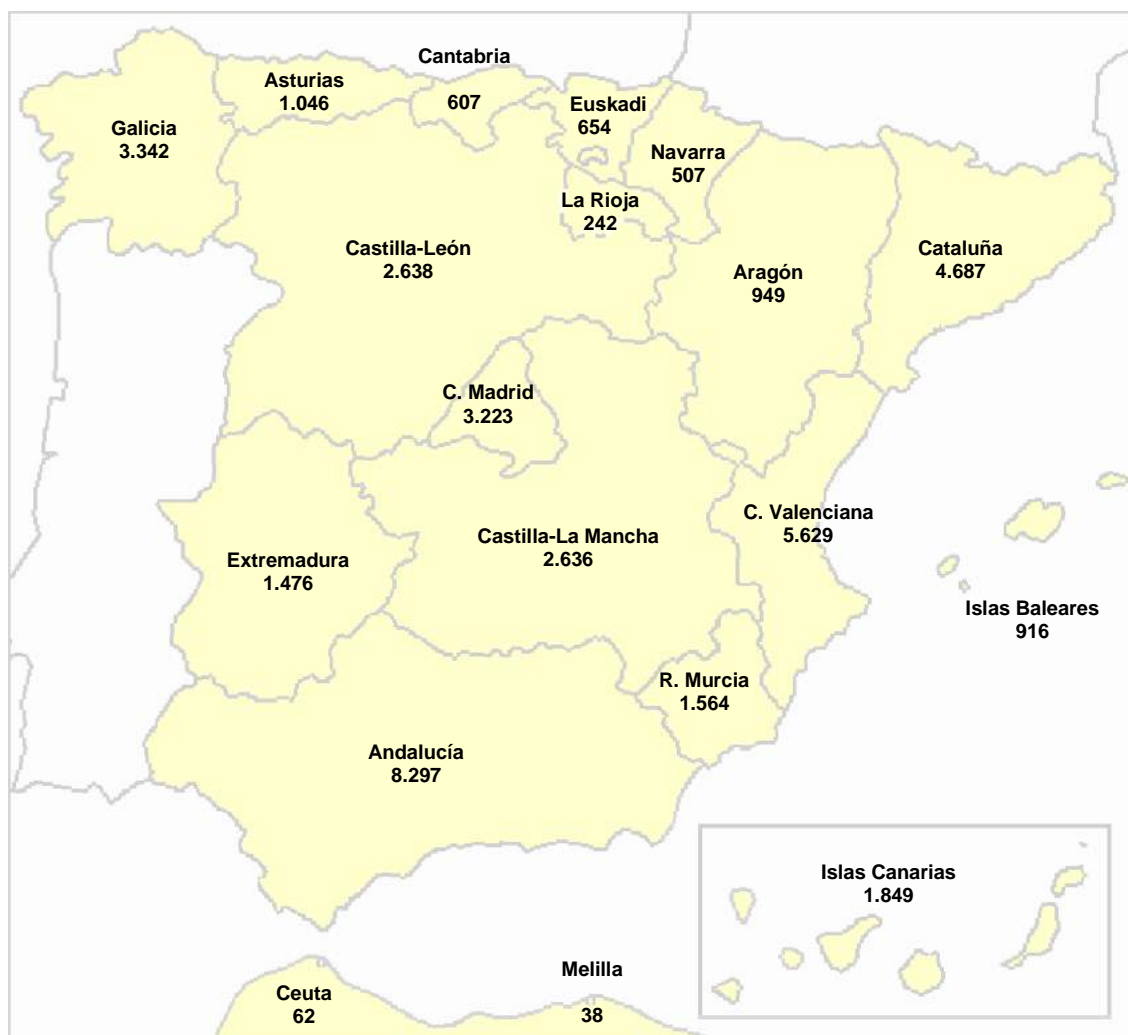 Cantabria
607
Asturias
1.046
Euskadi
654
Galicia
3.342
Navarra
507
La Rioja
242
Castilla-León
2.638
Aragón
949
Cataluña
4.687
C. Madrid
3.223
C. Valenciana
5.629
Castilla-La Mancha
2.636
Extremadura
1.476
Islas Baleares
916
R. Murcia
1.564
Andalucía
8.297
Islas Canarias
1.849
Ceuta
62
Melilla
38